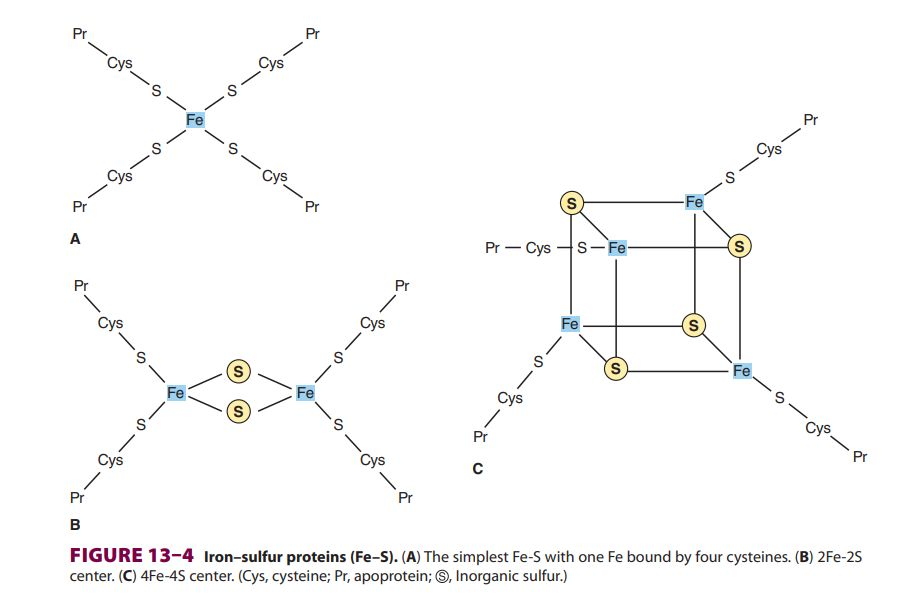 Pr Pr
Cys Cys
S S
Fe
S S
Cys Cys
Pr Pr
A
Pr Pr
Cys Cys
S S
S
Fe Fe
S
S S
Cys Cys
Pr Pr
B
Pr
Cys
S
S Fe
Pr Cys S Fe S
Fe S
S S Fe
Cys S
Pr Cys
Pr
C
FIGURE 13–4 Iron–sulfur proteins (Fe–S). (A) The simplest Fe-S with one Fe bound by four cysteines. (B) 2Fe-2S
center. (C) 4Fe-4S center. (Cys, cysteine; Pr, apoprotein; Ⓢ, Inorganic sulfur.)